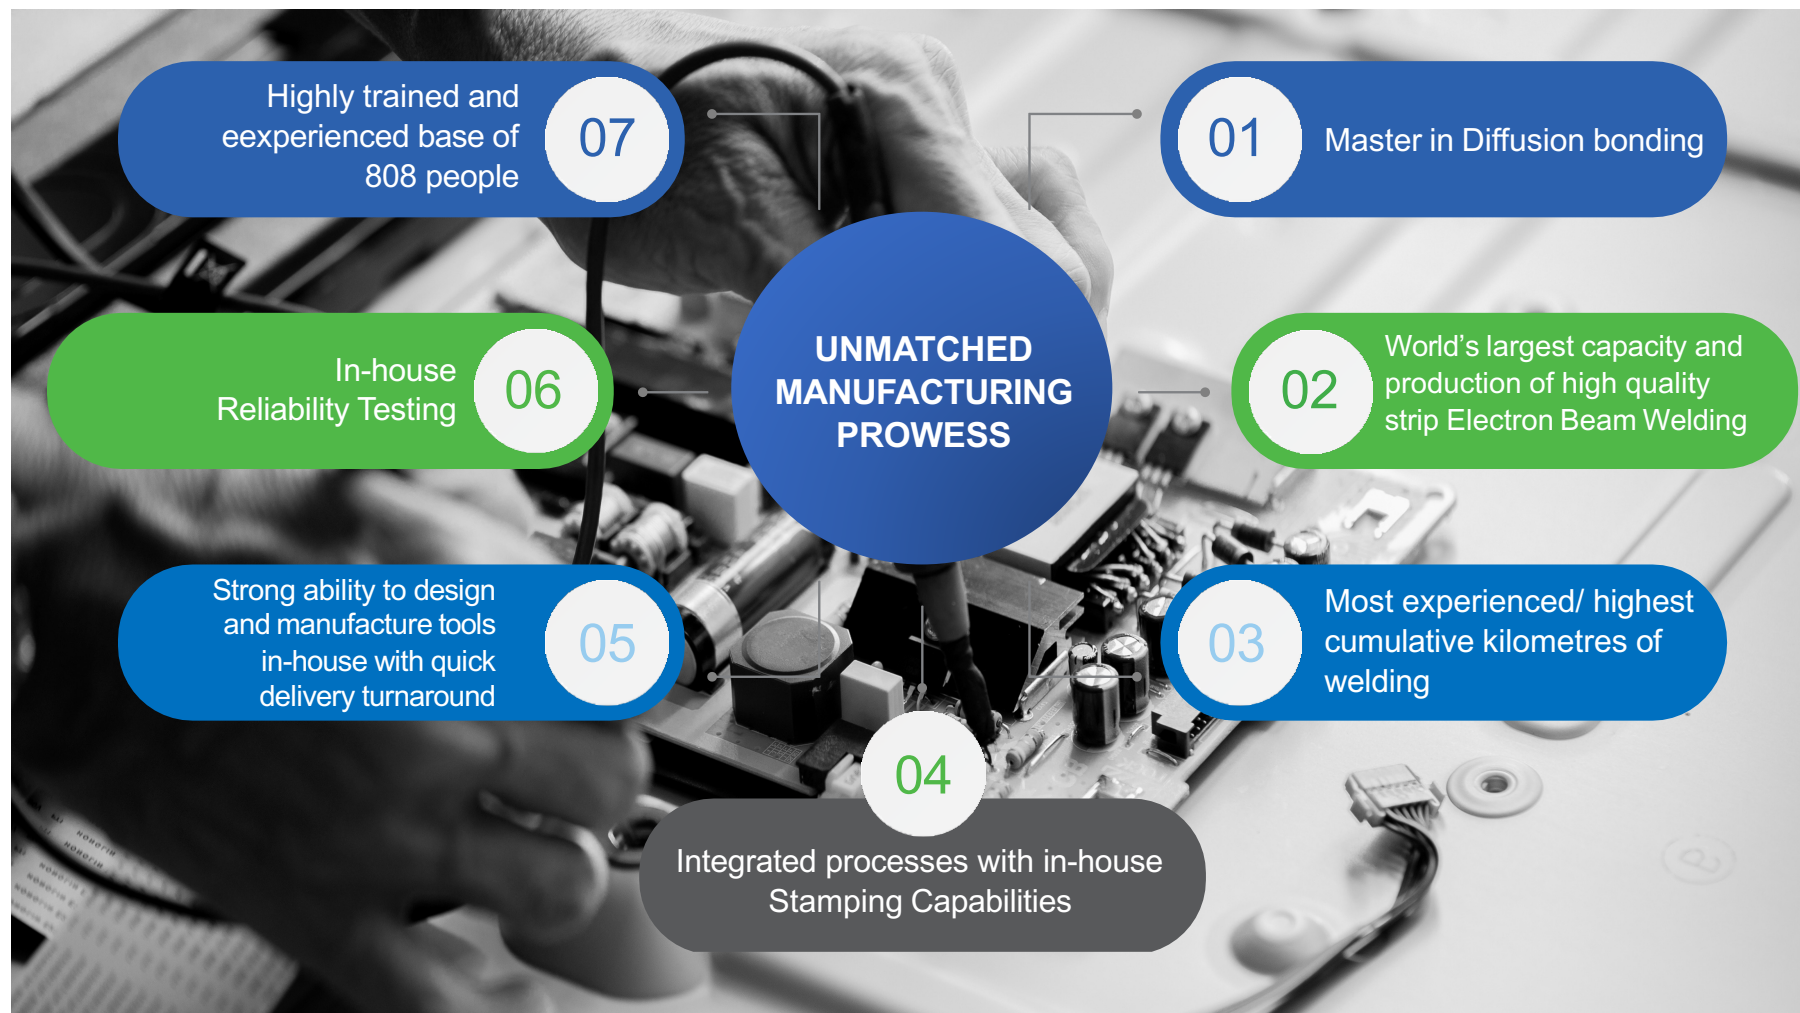 UNMATCHED
MANUFACTURING
PROWESS
01
Master in Diffusion bonding
02
World’s largest capacity and
production of high quality
strip Electron Beam Welding
03
Most experienced/ highest
cumulative kilometres of
welding
04
Integrated processes with in-house
Stamping Capabilities
05
Strong ability to design
and manufacture tools
in-house with quick
delivery turnaround
06
In-house
Reliability Testing
07
Highly trained and
eexperienced base of
808 people